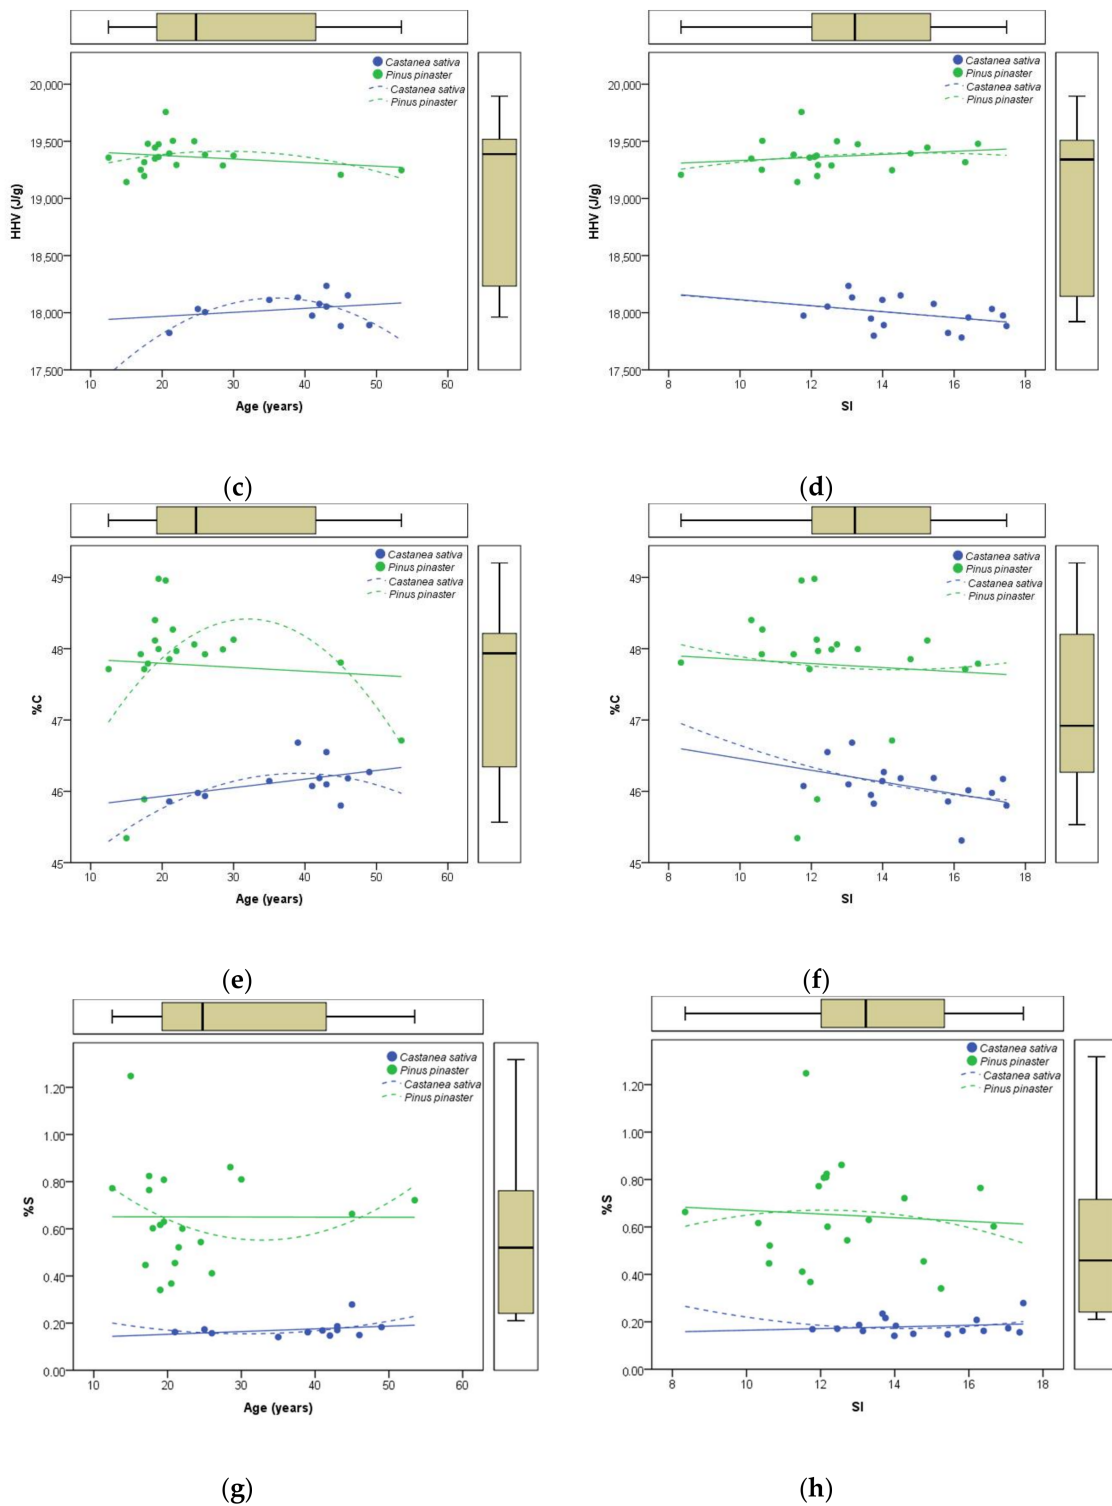 Castanea sativa
Pinus pinaster
Castanea sativa
Pinus pinaster
20,000
19,500
19,000
18,500
18,000
17,500
HHV (J/g)
10 20 30 40 50 60
Age (years)
(c)
Castanea sativa
Pinus pinaster
Castanea sativa
Pinus pinaster
20,000
19,500
19,000
18,500
18,000
17,500
HHV (J/g)
8 10 12 14 16 18
SI
(d)
Castanea sativa
Pinus pinaster
Castanea sativa
Pinus pinaster
49
48
47
46
45
%C
10 20 30 40 50 60
Age (years)
(e)
Castanea sativa
Pinus pinaster
Castanea sativa
Pinus pinaster
49
48
47
46
45
%C
8 10 12 14 16 18
SI
(f)
Castanea sativa
Pinus pinaster
Castanea sativa
Pinus pinaster
1.20
1.00
0.80
0.60
0.40
0.20
0.00
%S
10 20 30 40 50 60
Age (years)
(g)
Castanea sativa
Pinus pinaster
Castanea sativa
Pinus pinaster
1.20
1.00
0.80
0.60
0.40
0.20
0.00
%S
8 10 12 14 16 18
SI
(h)